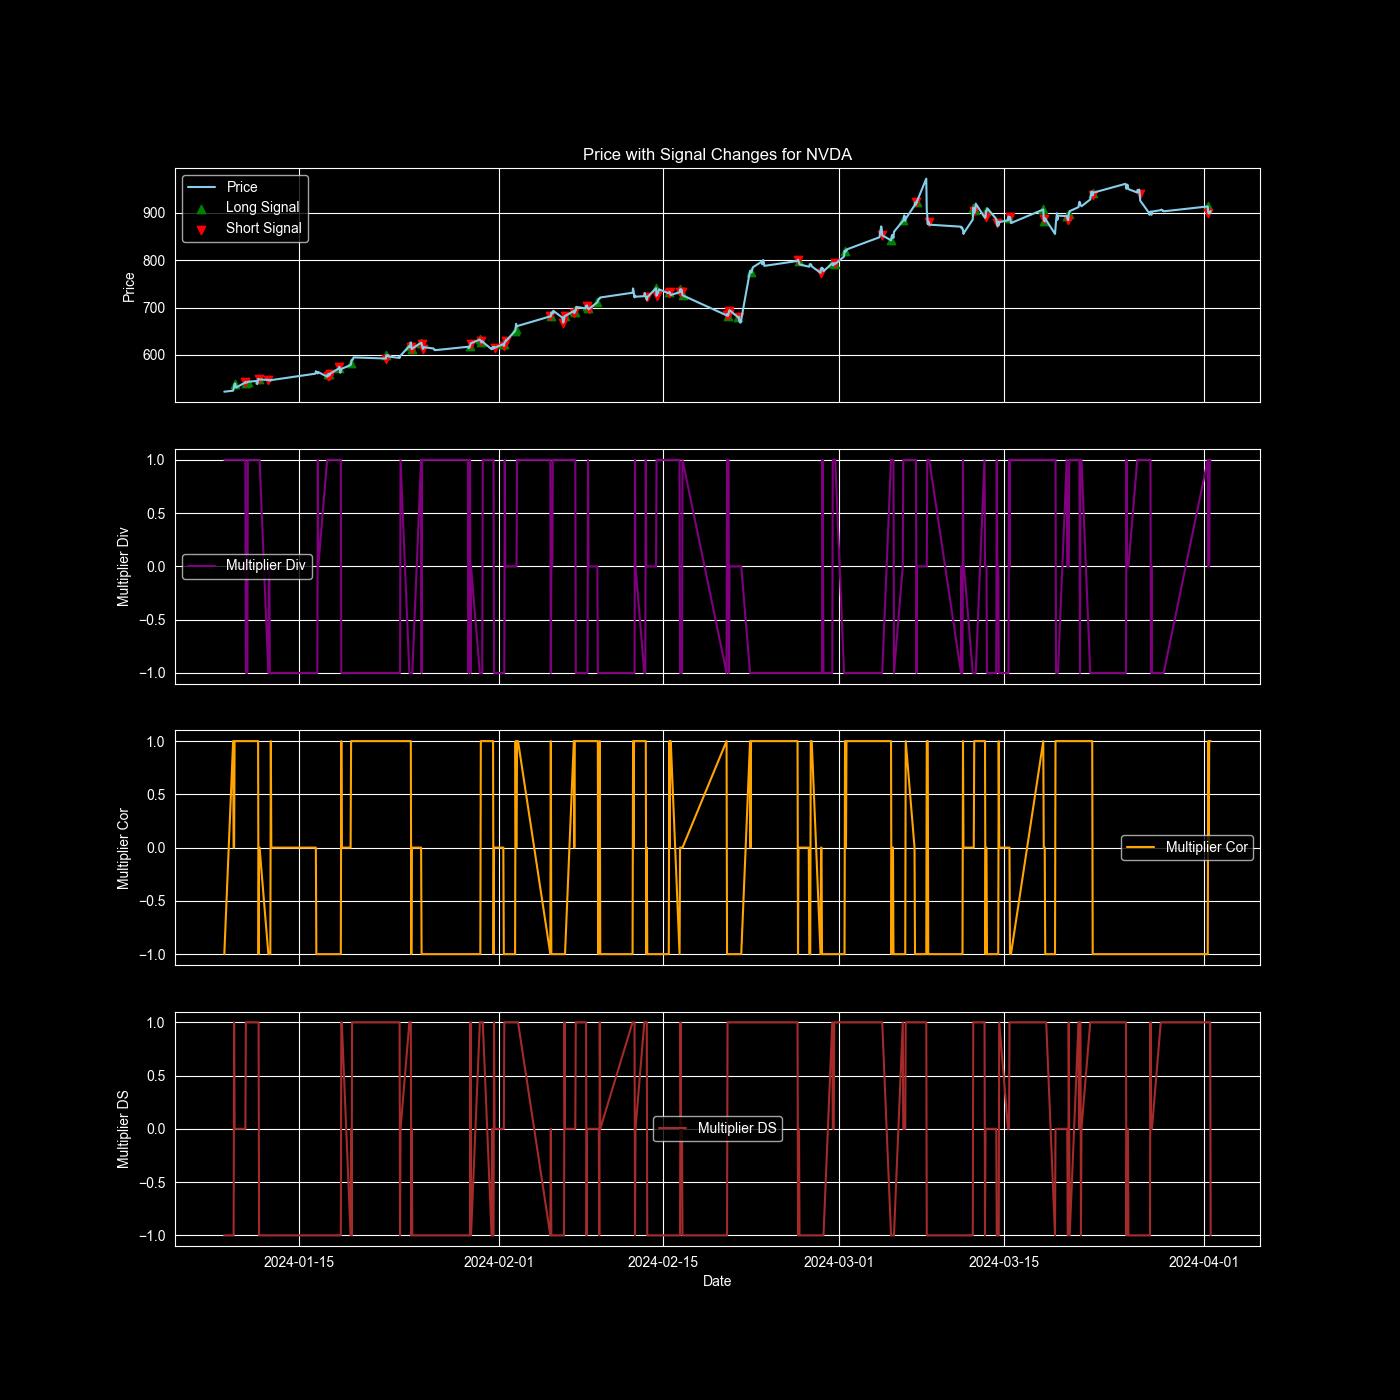 Price with Signal Changes for NVDA
Price
Long Signal
Short Signal
900
800
700
600
Price
1.0
0.5
0.0
−0.5
−1.0
Multiplier Div
Multiplier Div
1.0
0.5
0.0
−0.5
−1.0
Multiplier Cor
Multiplier Cor
1.0
0.5
0.0
−0.5
−1.0
Multiplier DS
Multiplier DS
2024-01-15 2024-02-01 2024-02-15 2024-03-01 2024-03-15 2024-04-01
Date